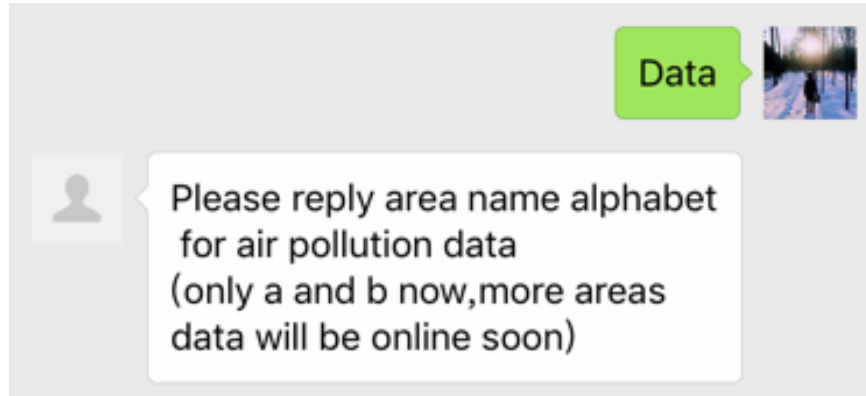 Data
Please reply area name alphabet
for air pollution data
(only a and b now,more areas
data will be online soon)